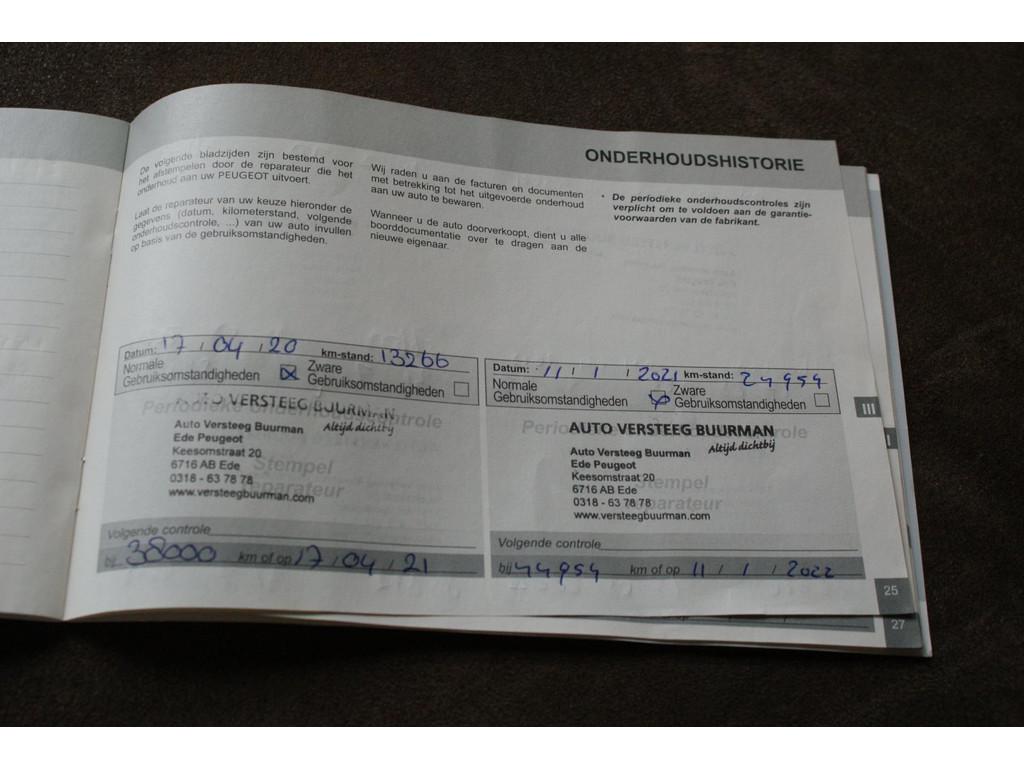 ONDERHOUDSHISTORIE
De volgende bladzijden zijn bestemd voor
het afstempelen door de reparateur die het
onderhoud aan uw PEUGEOT uitvoert.
Laat de reparateur van uw keuze hieronder de
gegevens (datum, kilometerstand, volgende
onderhoudscontrole, ...) van uw auto invullen
op basis van de gebruiksomstandigheden.
Wij raden u aan de facturen en documenten
met betrekking tot het uitgevoerde onderhoud
aan uw auto te bewaren.
Wanneer u de auto doorverkoopt, dient u alle
boorddocumentatie over te dragen aan de
nieuwe eigenaar.
• De periodieke onderhoudscontroles zijn
verplicht om te voldoen aan de garantie-
voorwaarden van de fabrikant.
Datum: 17 / 04 / 20 km-stand: 13266
Normale
Gebruiksomstandigheden
Zware
Gebruiksomstandigheden
Periodieke onderhoudscontrole
AUTO VERSTEEG BUURMAN
Altijd dichtbij
Auto Versteeg Buurman
Ede Peugeot
Keesomstraat 20
6716 AB Ede
0318 - 63 78 78
www.versteegbuurman.com
Stempel
reparateur
Volgende controle
bij 38000 km of op 17 / 04 / 21
Datum: 11 / 1 / 2021 km-stand: 24954
Normale
Gebruiksomstandigheden
Zware
Gebruiksomstandigheden
AUTO VERSTEEG BUURMAN
Altijd dichtbij
Auto Versteeg Buurman
Ede Peugeot
Keesomstraat 20
6716 AB Ede
0318 - 63 78 78
www.versteegbuurman.com
Stempel
reparateur
Volgende controle
bij 44954 km of op 11 / 1 / 2022
III
25
27